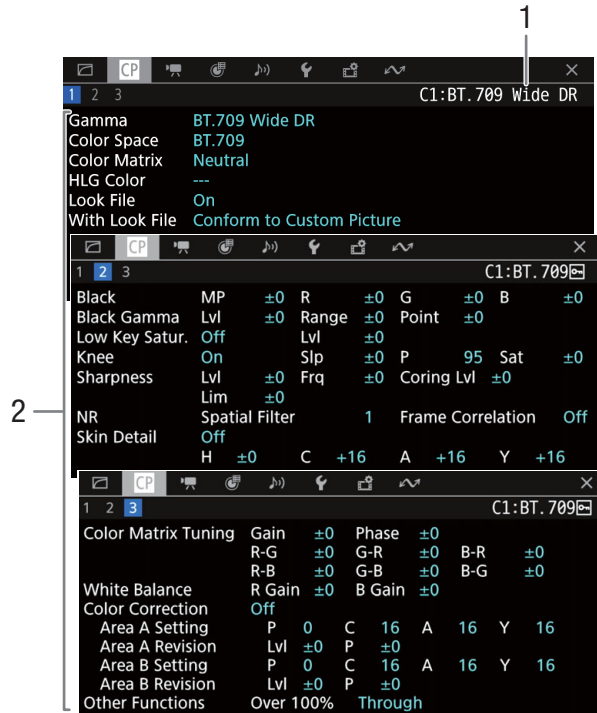 1
CP
1 2 3 C1:BT.709 Wide DR
Gamma BT.709 Wide DR
Color Space BT.709
Color Matrix Neutral
HLG Color ---
Look File On
With Look File Conform to Custom Picture
CP
1 2 3 C1:BT.709
Black MP ±0 R ±0 G ±0 B ±0
Black Gamma Lvl ±0 Range ±0 Point ±0
Low Key Satur. Off Lvl ±0
Knee On Slp ±0 P 95 Sat ±0
Sharpness Lvl ±0 Frq ±0 Coring Lvl ±0
Lim ±0
2
NR Spatial Filter 1 Frame Correlation Off
Skin Detail Off
H ±0 C +16 A +16 Y +16
CP
1 2 3 C1:BT.709
Color Matrix Tuning Gain ±0 Phase ±0
R-G ±0 G-R ±0 B-R ±0
R-B ±0 G-B ±0 B-G ±0
White Balance R Gain ±0 B Gain ±0
Color Correction Off
Area A Setting P 0 C 16 A 16 Y 16
Area A Revision Lvl ±0 P ±0
Area B Setting P 0 C 16 A 16 Y 16
Area B Revision Lvl ±0 P ±0
Other Functions Over 100% Through